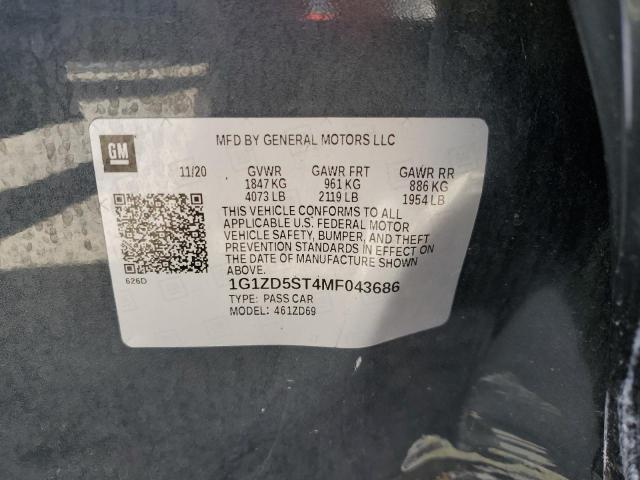 GM
MFD BY GENERAL MOTORS LLC
11/20 GVWR GAWR FRT GAWR RR
1847 KG 961 KG 886 KG
4073 LB 2119 LB 1954 LB
THIS VEHICLE CONFORMS TO ALL
APPLICABLE U.S. FEDERAL MOTOR
VEHICLE SAFETY, BUMPER, AND THEFT
PREVENTION STANDARDS IN EFFECT ON
THE DATE OF MANUFACTURE SHOWN
ABOVE.
626D
1G1ZD5ST4MF043686
TYPE: PASS CAR
MODEL: 461ZD69